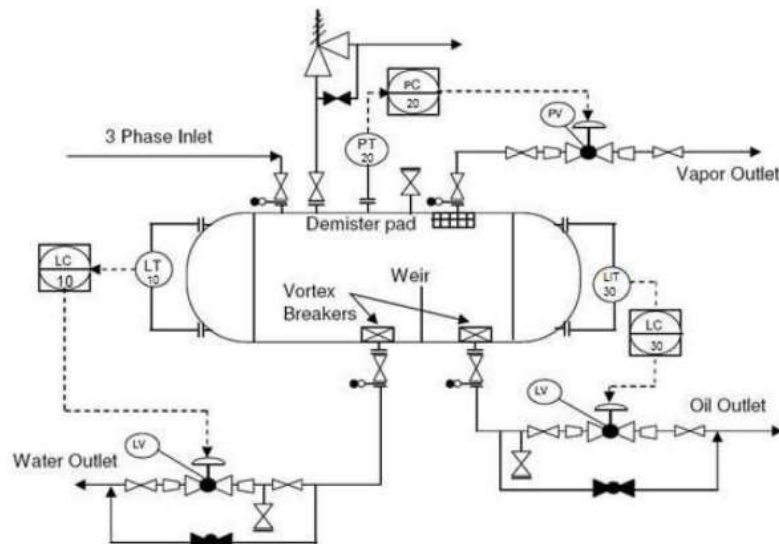 PC
20
PV
3 Phase Inlet
PT
20
Vapor Outlet
Demister pad
LC
10
LT
10
Weir
LIT
30
Vortex
Breakers
LC
30
LV
Oil Outlet
LV
Water Outlet